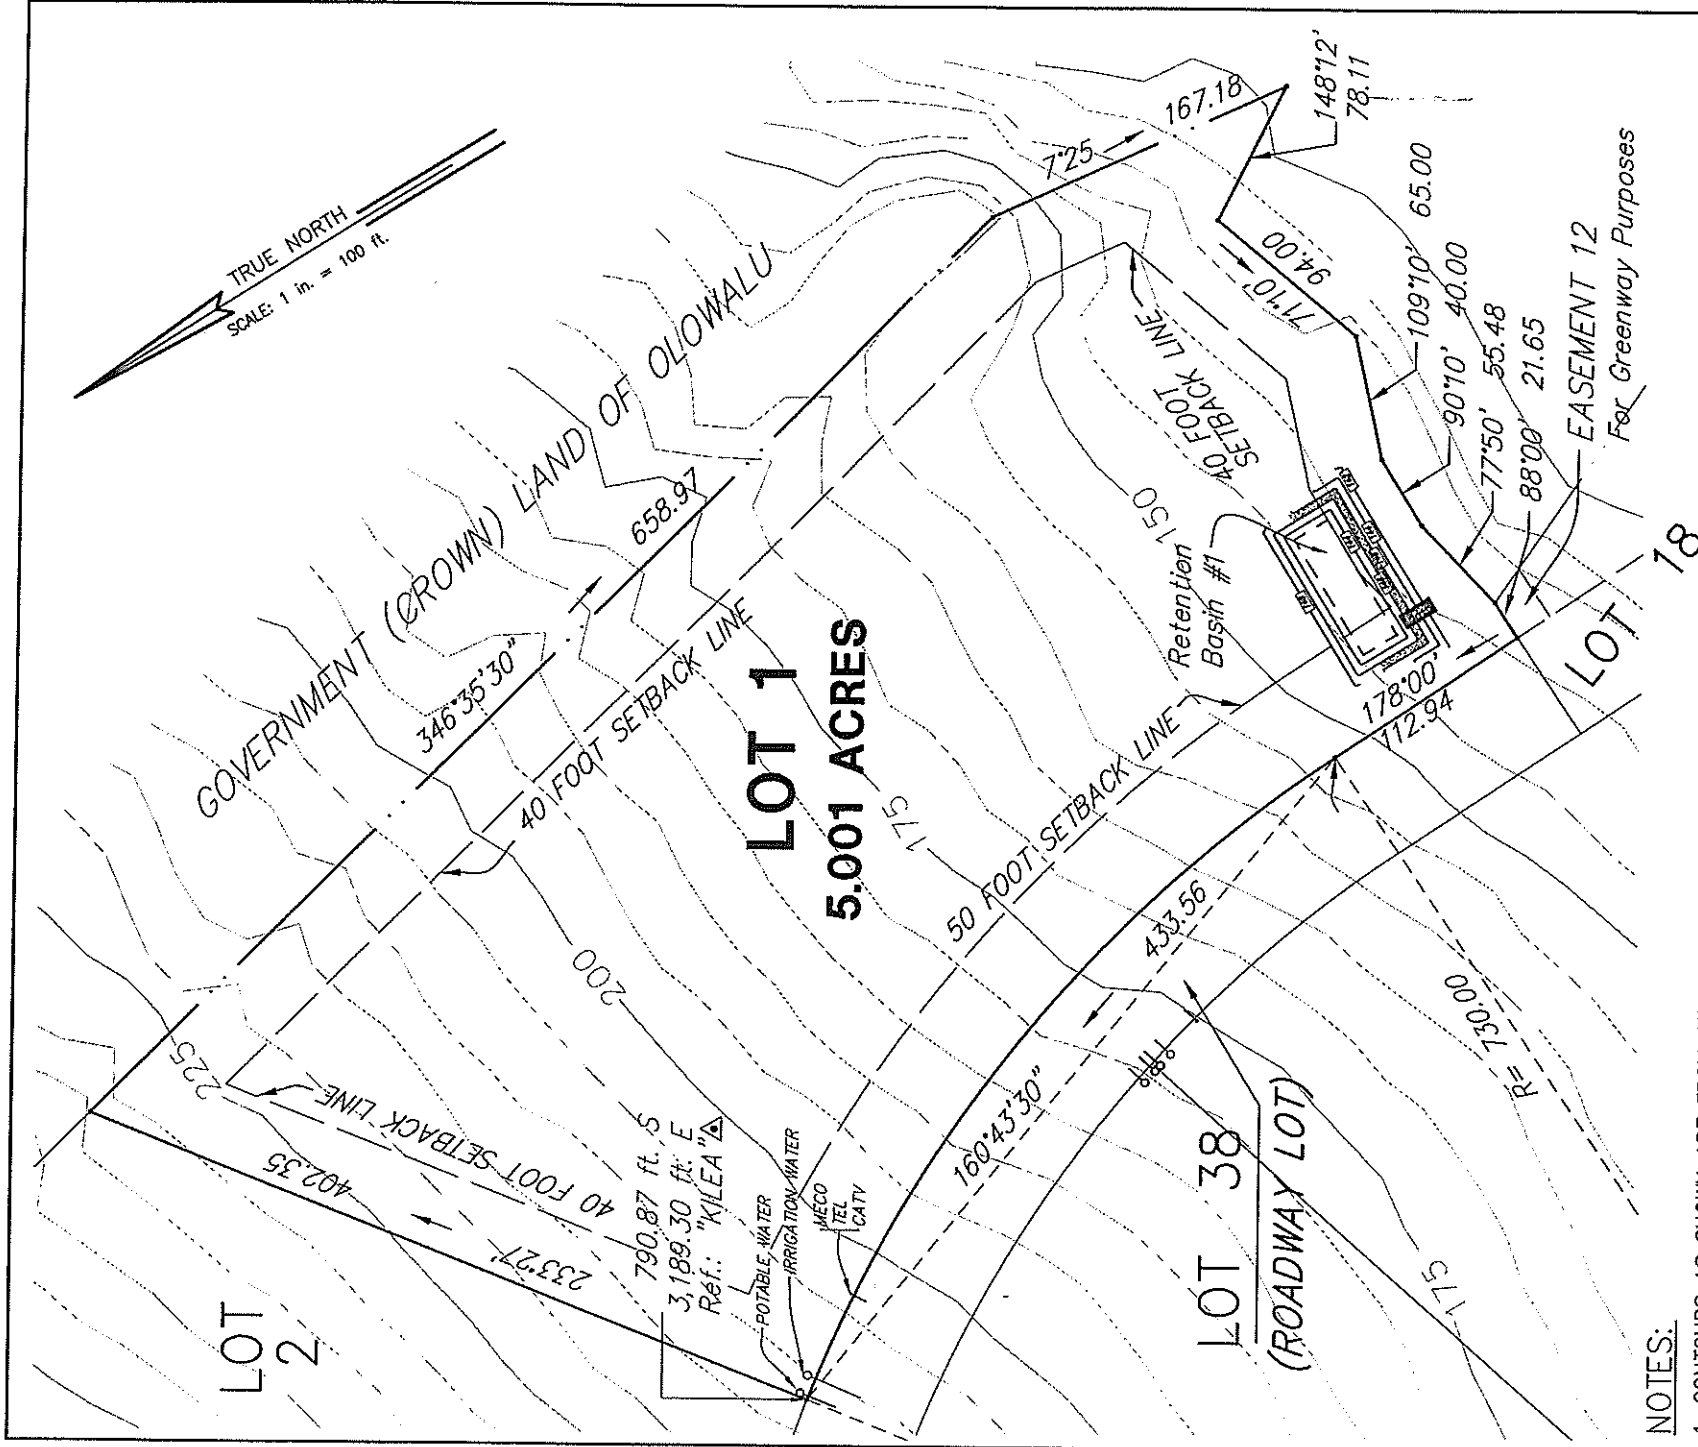 TRUE NORTH
SCALE: 1 in. = 100 ft.
GOVERNMENT (CROWN) LAND OF OLOWALU
346°35'30"
658.97
7°25
167.18
148°12'
78.11
71°10'
94.00
109°10' 65.00
90°10' 40.00
77°50' 55.48
88°00' 21.65
EASEMENT 12
For Greenway Purposes
LOT 18
178°00'
112.94
40 FOOT
SETBACK LINE
Retention
Basin #1
150
40 FOOT SETBACK LINE
LOT 1
5.001 ACRES
175
50 FOOT SETBACK LINE
200
225
40 FOOT SETBACK LINE
402.35
233°27'
LOT
2
790.87 ft. S
3,189.30 ft. E
Ref.: "KILEA"
POTABLE WATER
IRRIGATION WATER
MECO
TEL
CATV
160°43'30"
433.56
R= 730.00
LOT 38
(ROADWAY LOT)
175
NOTES: